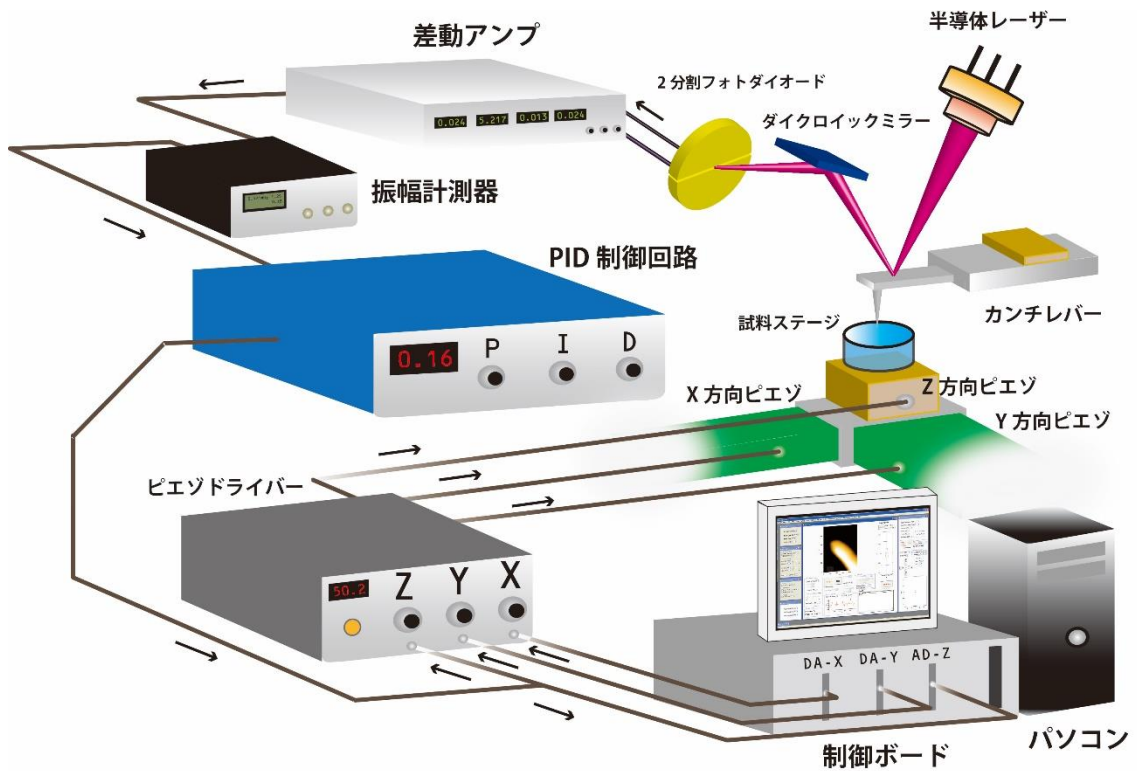 半導体レーザー
差動アンプ
2分割フォトダイオード
ダイクロイックミラー
0.024 5.217 0.013 0.024
振幅計測器
PID 制御回路
カンチレバー
試料ステージ
0.16 P I D
X 方向ピエゾ
Z 方向ピエゾ
Y 方向ピエゾ
ピエゾドライバー
50.2 Z Y X
DA-X DA-Y AD-Z
制御ボード
パソコン